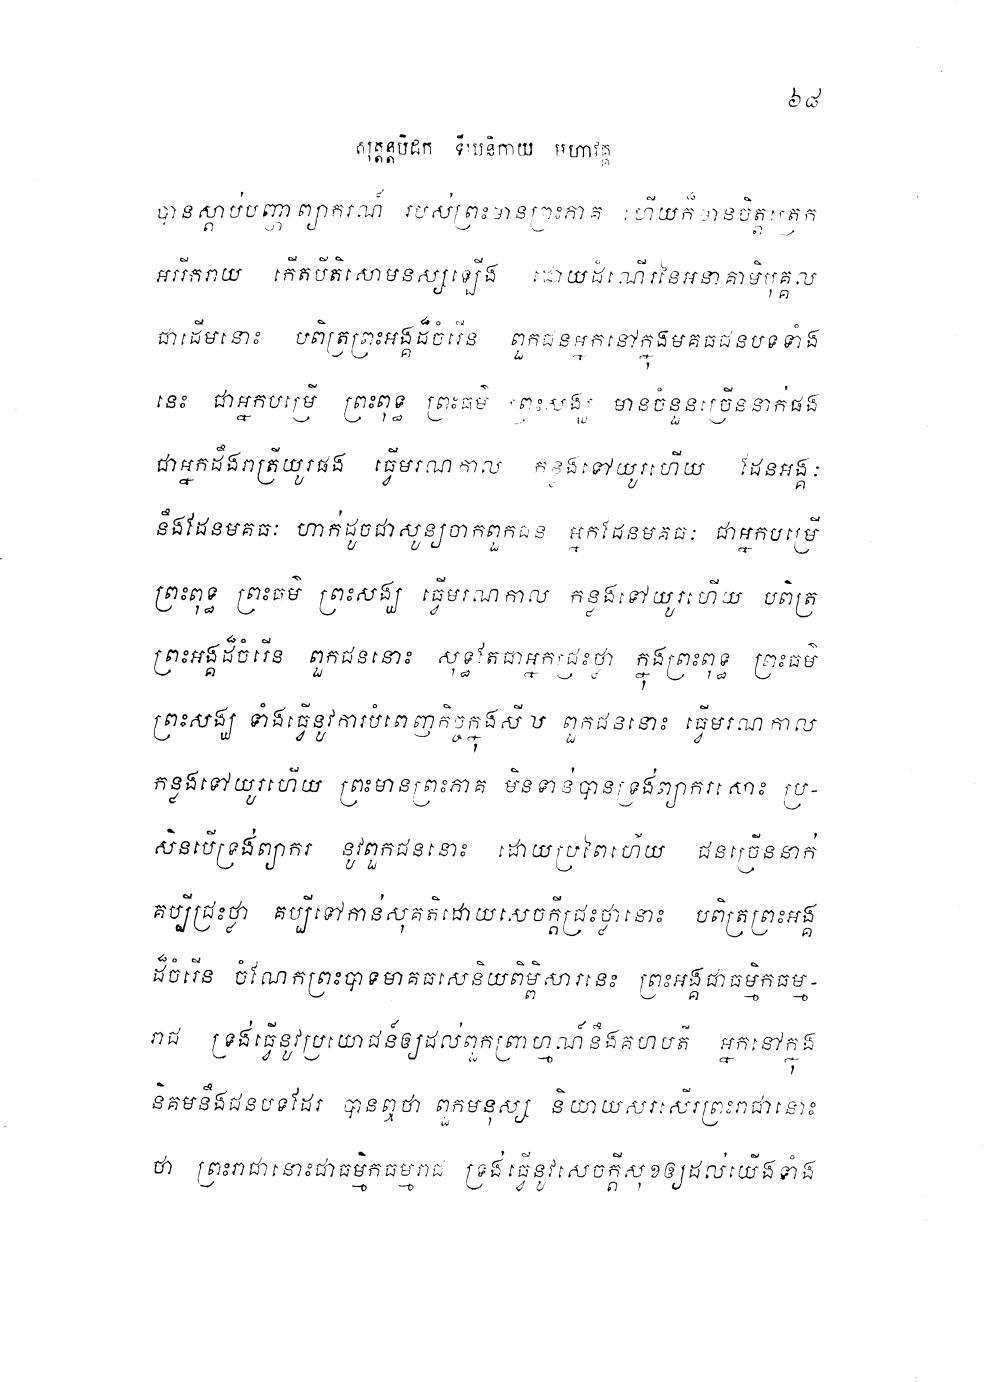 ៦៨
សុត្តន្តបិដក ទីឃនិកាយ មហាវគ្គ
បានស្តាប់បញ្ហាព្យាករណ៍ របស់ព្រះមានព្រះភាគ ហើយក៏មានចិត្តត្រេក
អររីករាយ កើតបីតិសោមនស្សឡើង ដោយដំណើរនៃអនាគាមិបុគ្គល
ជាដើមនោះ បពិត្រព្រះអង្គដ៏ចំរើន ពួកជនអ្នកនៅក្នុងមគធជនបទទាំង
នេះ ជាអ្នកបម្រើ ព្រះពុទ្ធ ព្រះធម៌ ព្រះសង្ឃ មានចំនួនច្រើននាក់ផង
ជាអ្នកដឹងរាត្រីយូរផង ធ្វើមរណកាល កន្លងទៅយូរហើយ ដែនអង្គៈ
នឹងដែនមគធៈ ហាក់ដូចជាសូន្យចាកពួកជន អ្នកដែនមគធៈ ជាអ្នកបម្រើ
ព្រះពុទ្ធ ព្រះធម៌ ព្រះសង្ឃ ធ្វើមរណកាល កន្លងទៅយូរហើយ បពិត្រ
ព្រះអង្គដ៏ចំរើន ពួកជននោះ សុទ្ធតែជាអ្នកជ្រះថ្លា ក្នុងព្រះពុទ្ធ ព្រះធម៌
ព្រះសង្ឃ ទាំងធ្វើនូវការបំពេញកិច្ចក្នុងសីឋ ពួកជននោះ ធ្វើមរណកាល
កន្លងទៅយូរហើយ ព្រះមានព្រះភាគ មិនទាន់បានទ្រង់ព្យាករសោះ ប្រ-
សិនបើទ្រង់ព្យាករ នូវពួកជននោះ ដោយប្រពៃហើយ ជនច្រើននាក់
គប្បីជ្រះថ្លា គប្បីទៅកាន់សុគតិដោយសេចក្តីជ្រះថ្លានោះ បពិត្រព្រះអង្គ
ដ៏ចំរើន ចំណែកព្រះបាទមាគធសេនិយពិម្ពិសារនេះ ព្រះអង្គជាធម្មិកធម្ម-
រាជ ទ្រង់ធ្វើនូវប្រយោជន៍ឲ្យដល់ពួកព្រាហ្មណ៍នឹងគហបតី អ្នកនៅក្នុង
និគមនឹងជនបទដែរ បានឮថា ពួកមនុស្ស និយាយសរសើរព្រះរាជានោះ
ថា ព្រះរាជានោះជាធម្មិកធម្មរាជ ទ្រង់ធ្វើនូវសេចក្តីសុខឲ្យដល់យើងទាំង